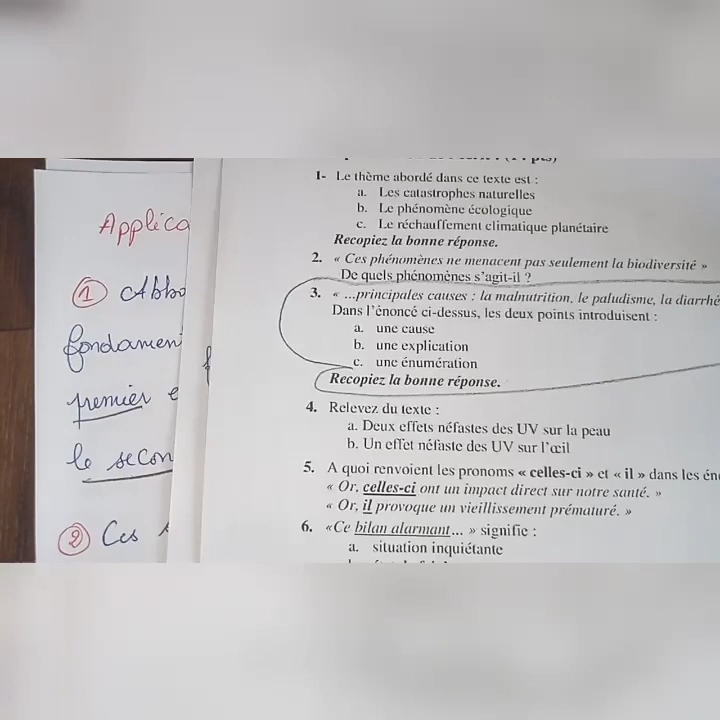 Applica
① Abbo
fondamen
premier e
le secon
② Ces
1- Le thème abordé dans ce texte est :
a. Les catastrophes naturelles
b. Le phénomène écologique
c. Le réchauffement climatique planétaire
Recopiez la bonne réponse.
2. « Ces phénomènes ne menacent pas seulement la biodiversité »
De quels phénomènes s'agit-il ?
3. « ...principales causes : la malnutrition, le paludisme, la diarrhé
Dans l'énoncé ci-dessus, les deux points introduisent :
a. une cause
b. une explication
c. une énumération
Recopiez la bonne réponse.
4. Relevez du texte :
a. Deux effets néfastes des UV sur la peau
b. Un effet néfaste des UV sur l'œil
5. A quoi renvoient les pronoms « celles-ci » et « il » dans les én
« Or, celles-ci ont un impact direct sur notre santé. »
« Or, il provoque un vieillissement prématuré. »
6. «Ce bilan alarmant... » signifie :
a. situation inquiétante